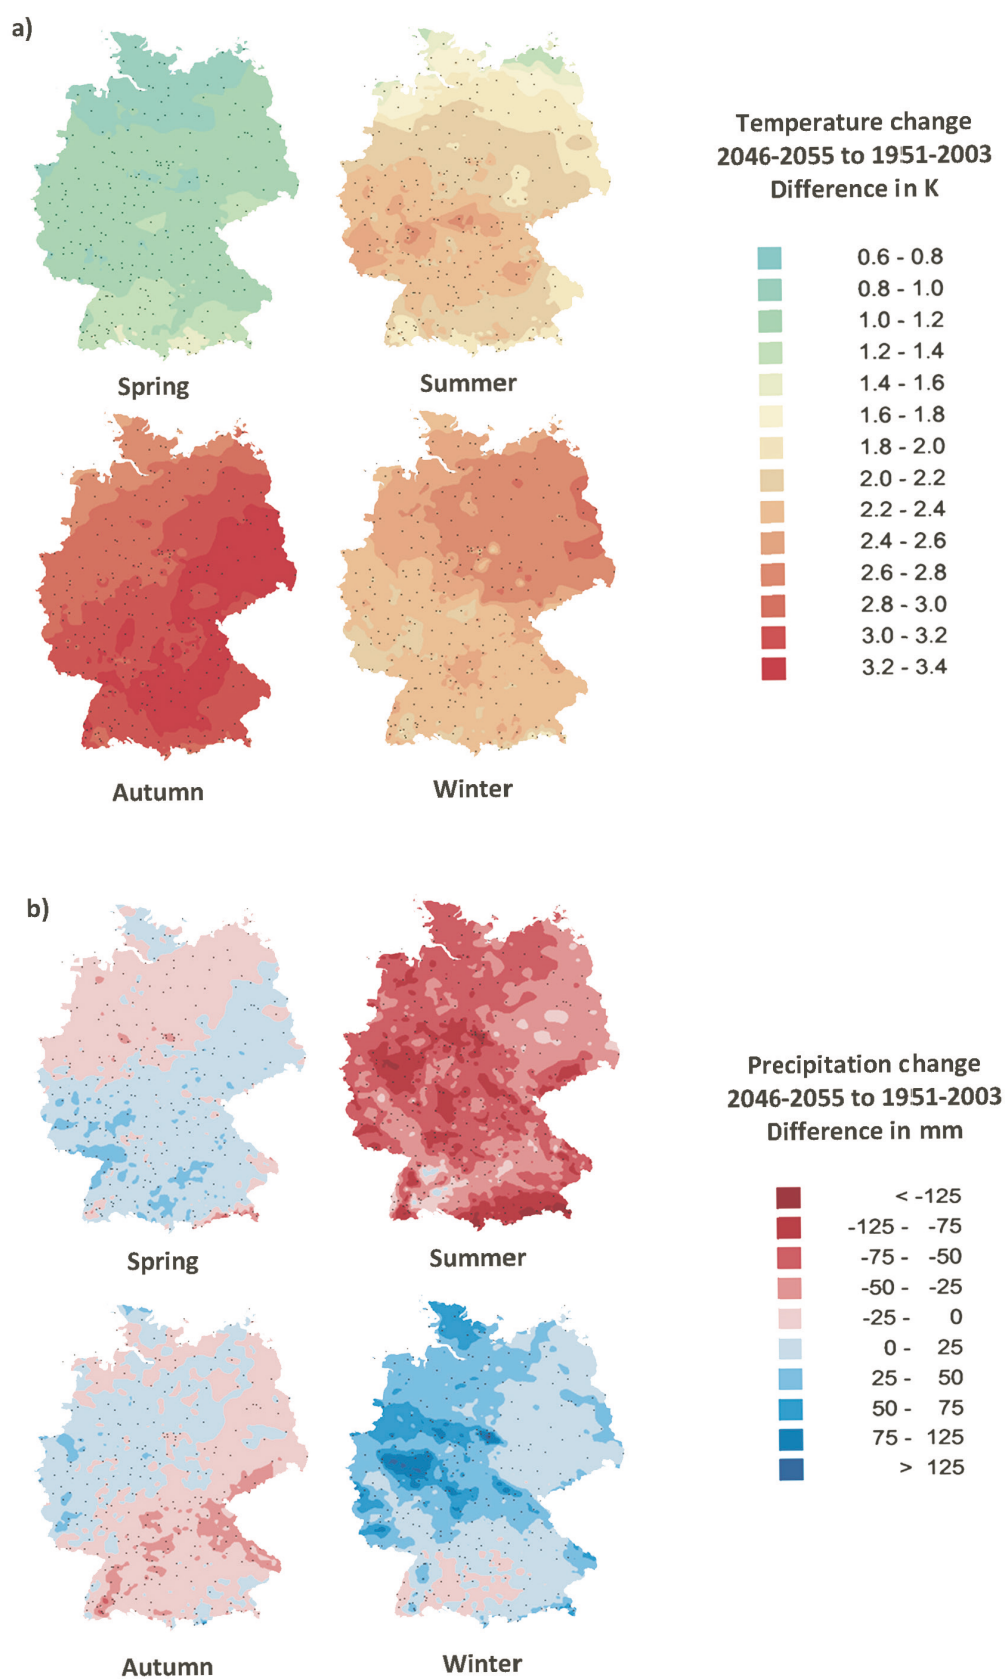 a)
Spring
Summer
Autumn
Winter
Temperature change
2046-2055 to 1951-2003
Difference in K
0.6 - 0.8
0.8 - 1.0
1.0 - 1.2
1.2 - 1.4
1.4 - 1.6
1.6 - 1.8
1.8 - 2.0
2.0 - 2.2
2.2 - 2.4
2.4 - 2.6
2.6 - 2.8
2.8 - 3.0
3.0 - 3.2
3.2 - 3.4
b)
Spring
Summer
Autumn
Winter
Precipitation change
2046-2055 to 1951-2003
Difference in mm
< -125
-125 - -75
-75 - -50
-50 - -25
-25 - 0
0 - 25
25 - 50
50 - 75
75 - 125
> 125